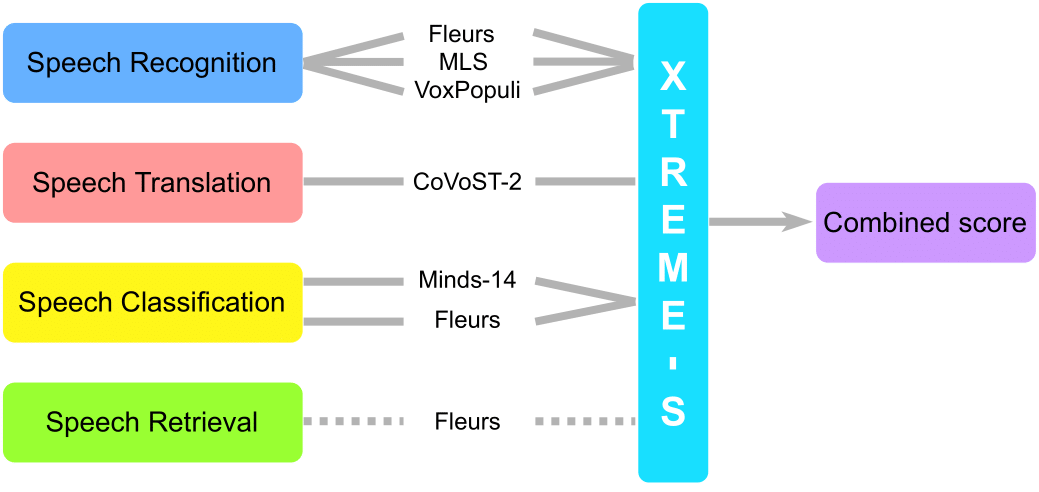 Speech Recognition
Fleurs
MLS
VoxPopuli
Speech Translation
CoVoST-2
Speech Classification
Minds-14
Fleurs
Speech Retrieval
Fleurs
XTREME-S
Combined score